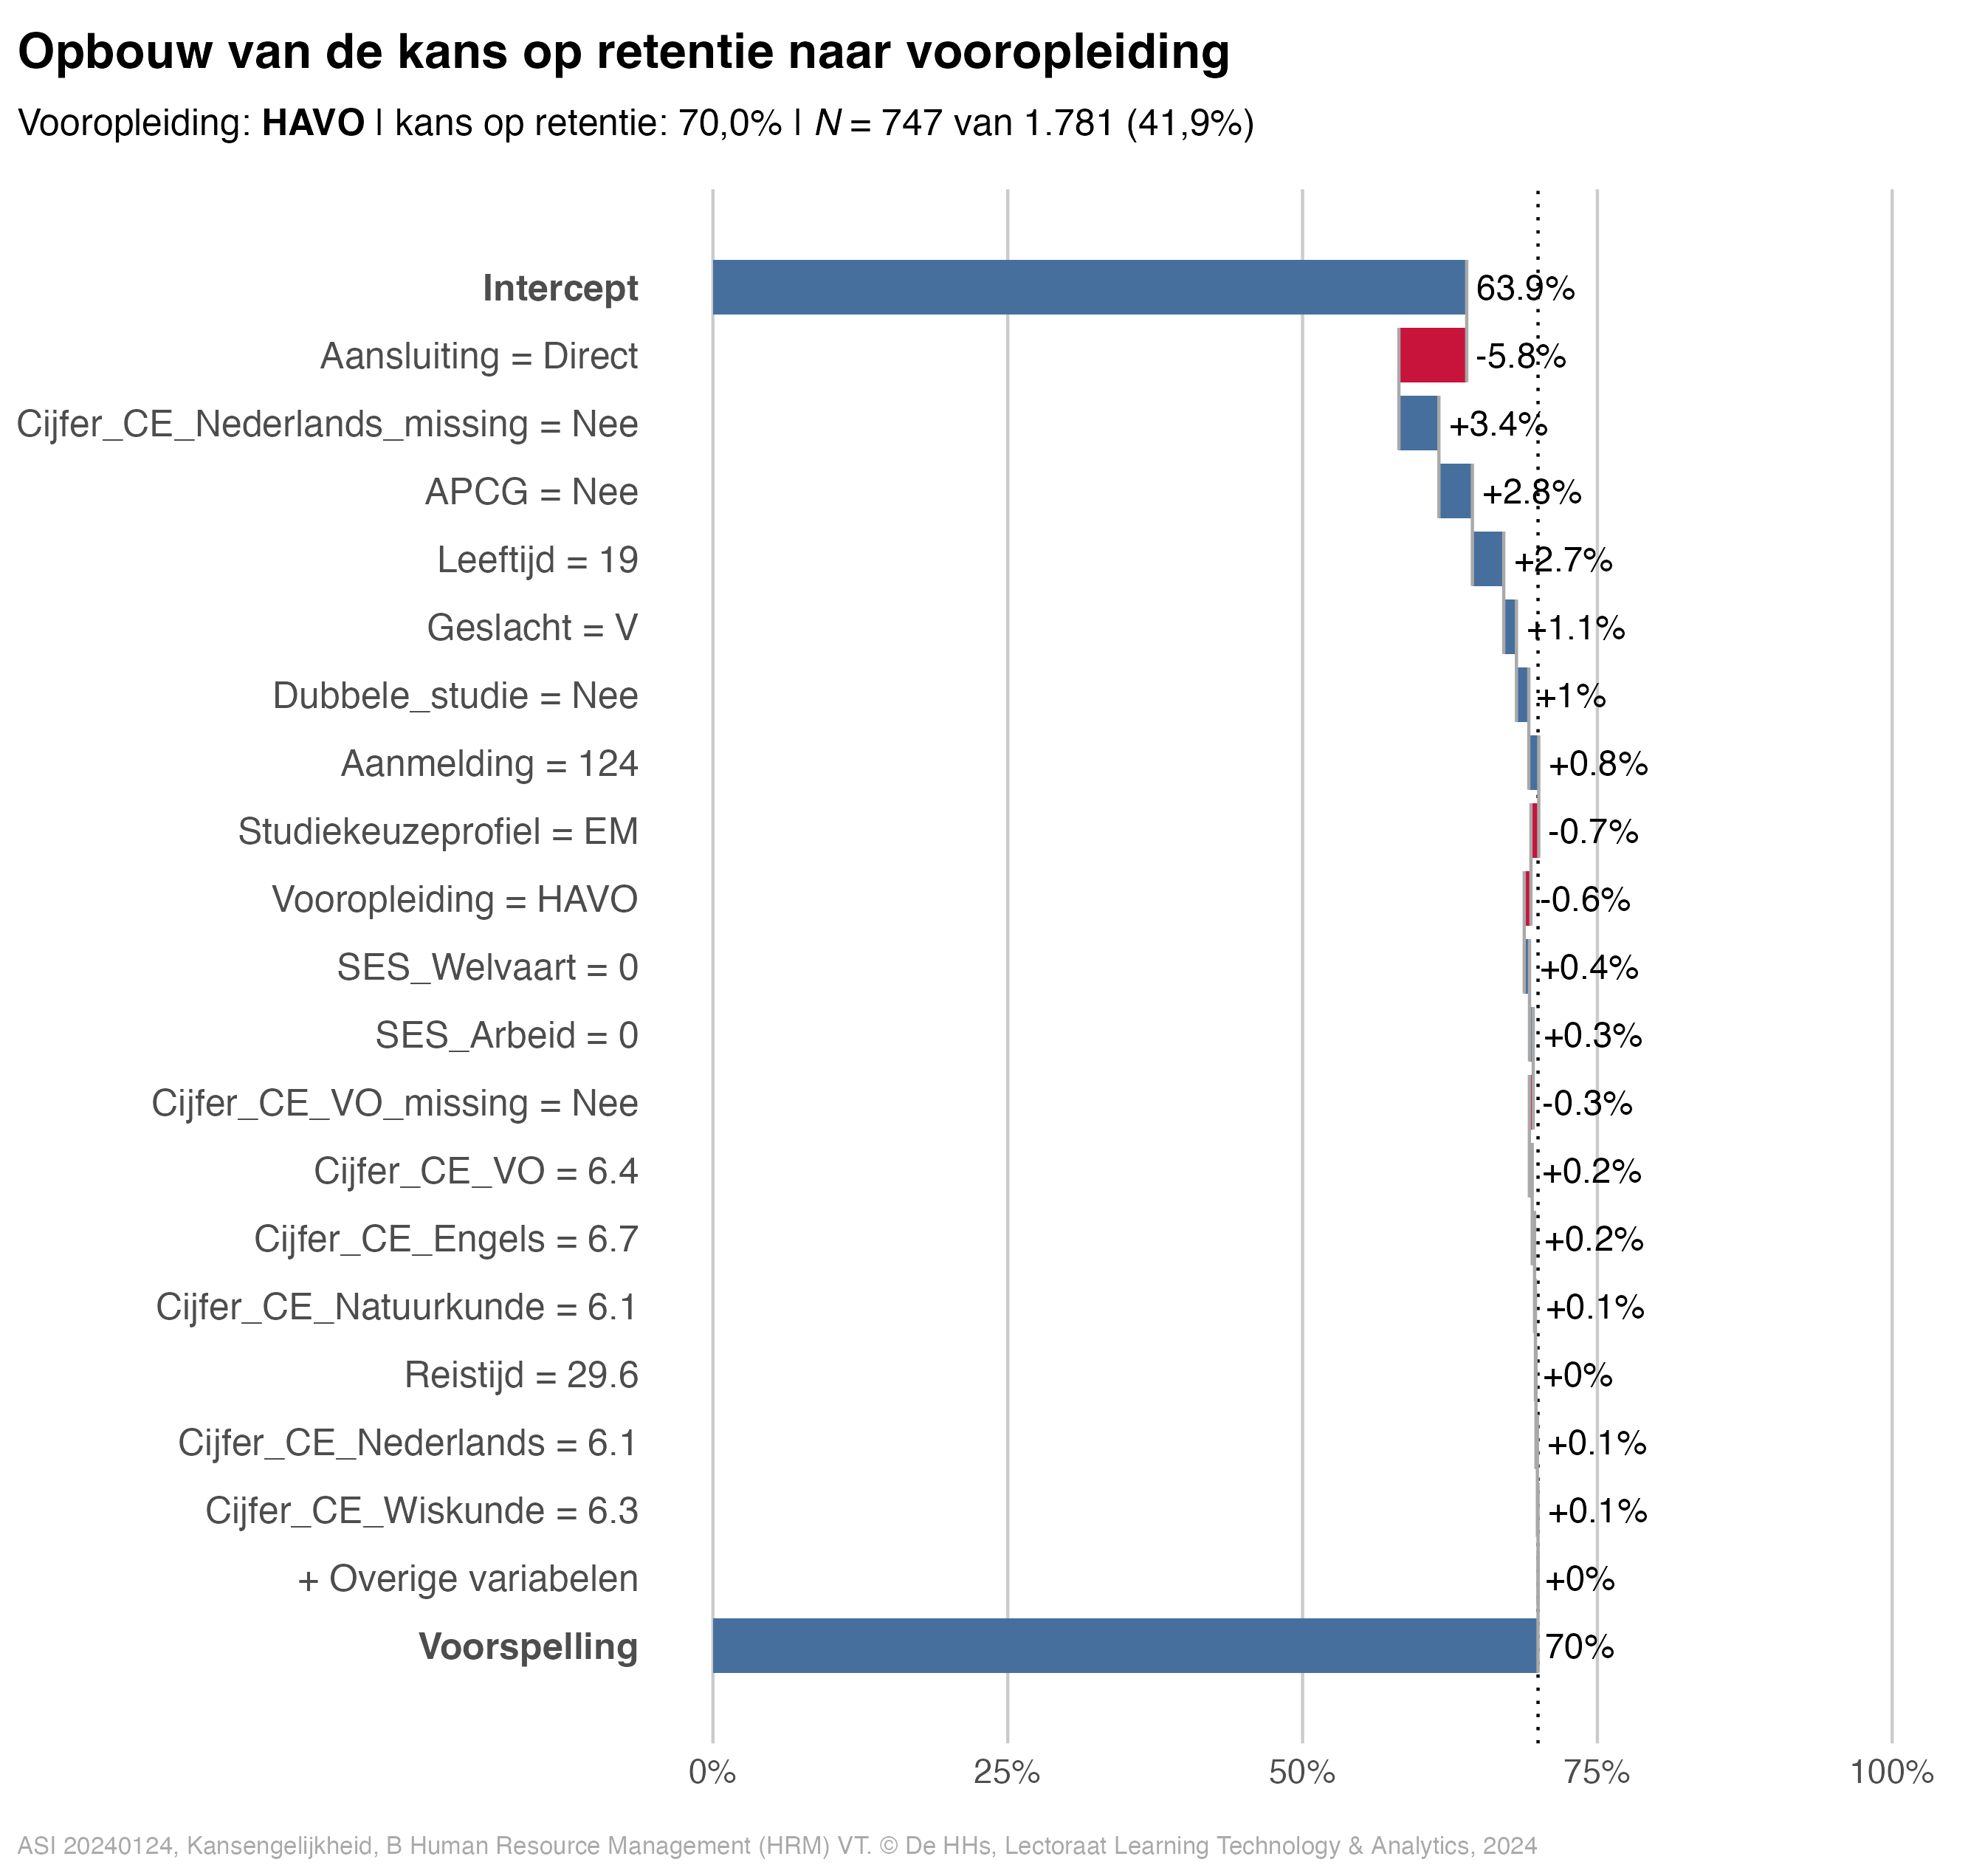 Opbouw van de kans op retentie naar vooropleiding
Vooropleiding: HAVO | kans op retentie: 70,0% | N = 747 van 1.781 (41,9%)
Intercept 63.9%
Aansluiting = Direct -5.8%
Cijfer_CE_Nederlands_missing = Nee +3.4%
APCG = Nee +2.8%
Leeftijd = 19 +2.7%
Geslacht = V +1.1%
Dubbele_studie = Nee +1%
Aanmelding = 124 +0.8%
Studiekeuzeprofiel = EM -0.7%
Vooropleiding = HAVO -0.6%
SES_Welvaart = 0 +0.4%
SES_Arbeid = 0 +0.3%
Cijfer_CE_VO_missing = Nee -0.3%
Cijfer_CE_VO = 6.4 +0.2%
Cijfer_CE_Engels = 6.7 +0.2%
Cijfer_CE_Natuurkunde = 6.1 +0.1%
Reistijd = 29.6 +0%
Cijfer_CE_Nederlands = 6.1 +0.1%
Cijfer_CE_Wiskunde = 6.3 +0.1%
+ Overige variabelen +0%
Voorspelling 70%
0% 25% 50% 75% 100%
ASI 20240124, Kansengelijkheid, B Human Resource Management (HRM) VT. © De HHs, Lectoraat Learning Technology & Analytics, 2024